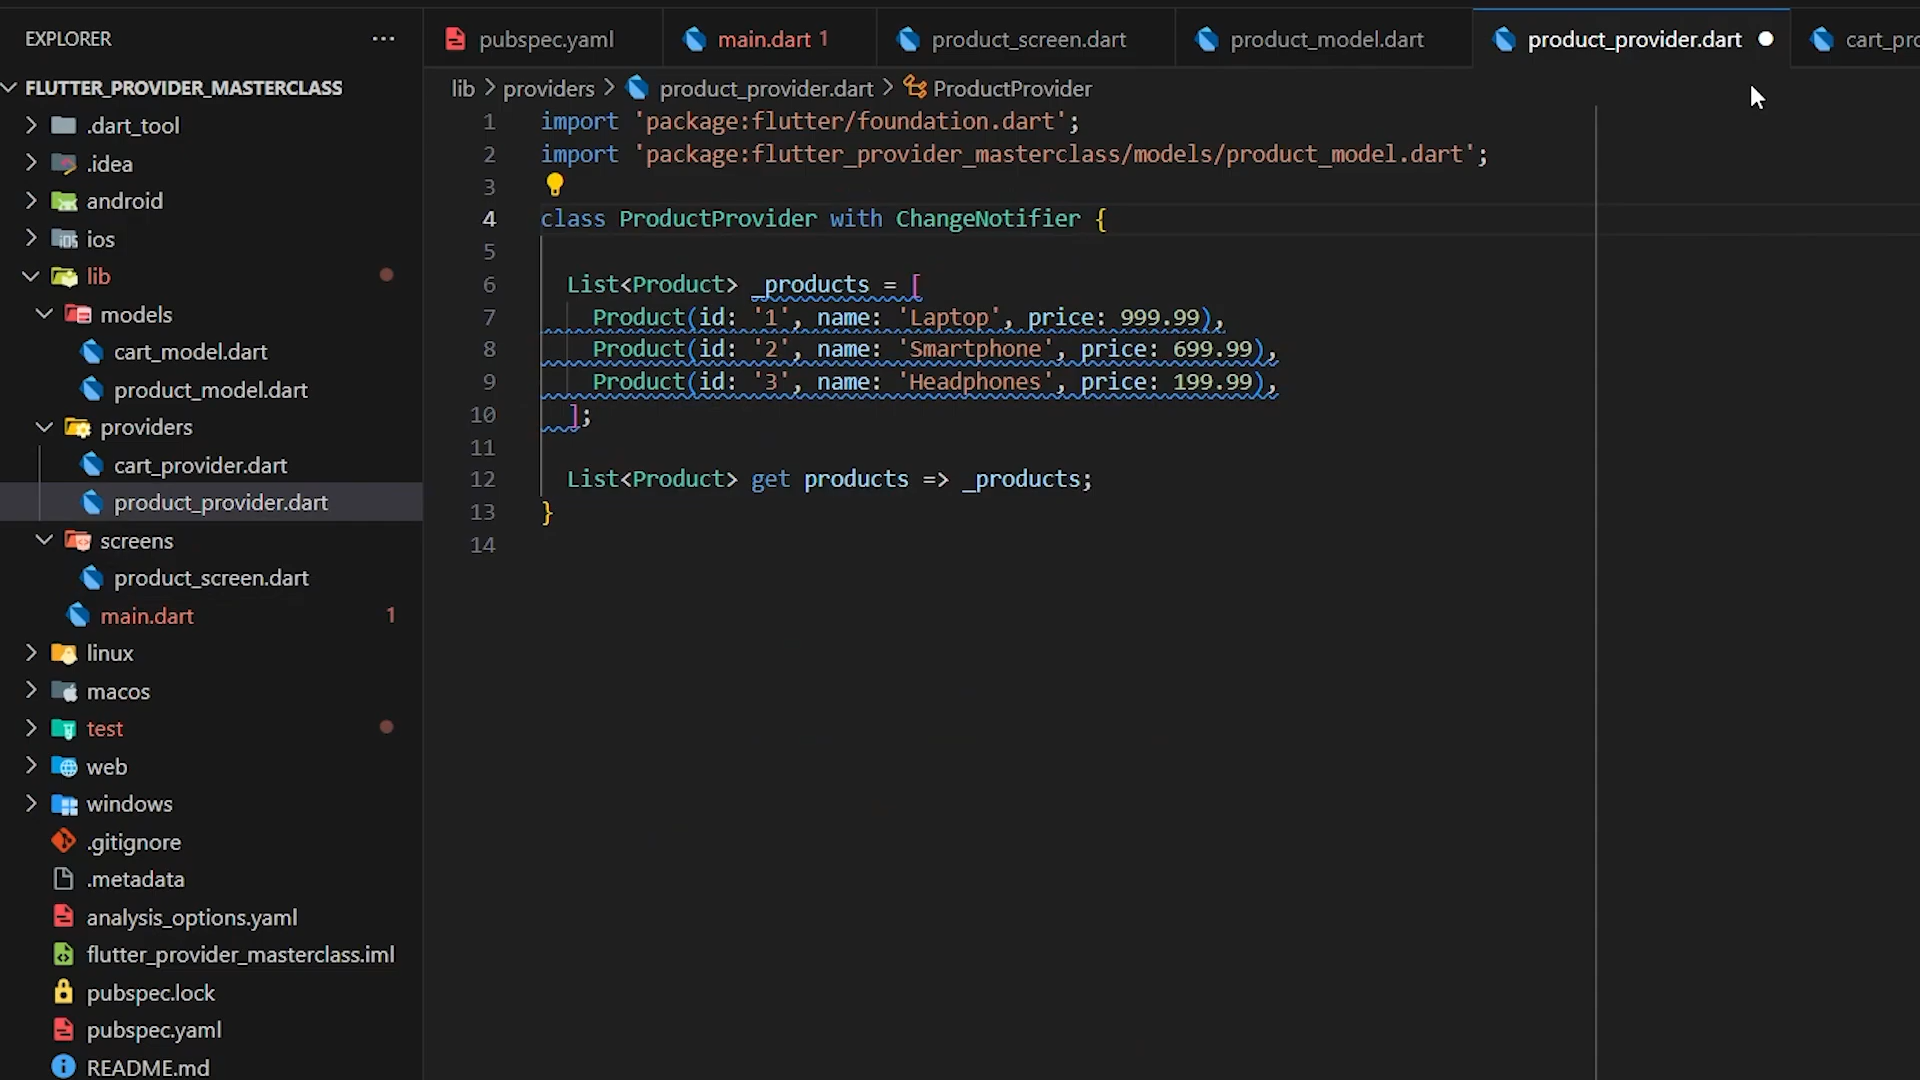 EXPLORER
FLUTTER_PROVIDER_MASTERCLASS
.dart_tool
.idea
android
ios
lib
models
cart_model.dart
product_model.dart
providers
cart_provider.dart
product_provider.dart
screens
product_screen.dart
main.dart 1
linux
macos
test
web
windows
.gitignore
.metadata
analysis_options.yaml
flutter_provider_masterclass.iml
pubspec.lock
pubspec.yaml
README.md
pubspec.yaml main.dart 1 product_screen.dart product_model.dart product_provider.dart cart_pro
lib > providers > product_provider.dart > ProductProvider
1 import 'package:flutter/foundation.dart';
2 import 'package:flutter_provider_masterclass/models/product_model.dart';
3
4 class ProductProvider with ChangeNotifier {
5
6 List<Product> _products = [
7 Product(id: '1', name: 'Laptop', price: 999.99),
8 Product(id: '2', name: 'Smartphone', price: 699.99),
9 Product(id: '3', name: 'Headphones', price: 199.99),
10 ];
11
12 List<Product> get products => _products;
13 }
14